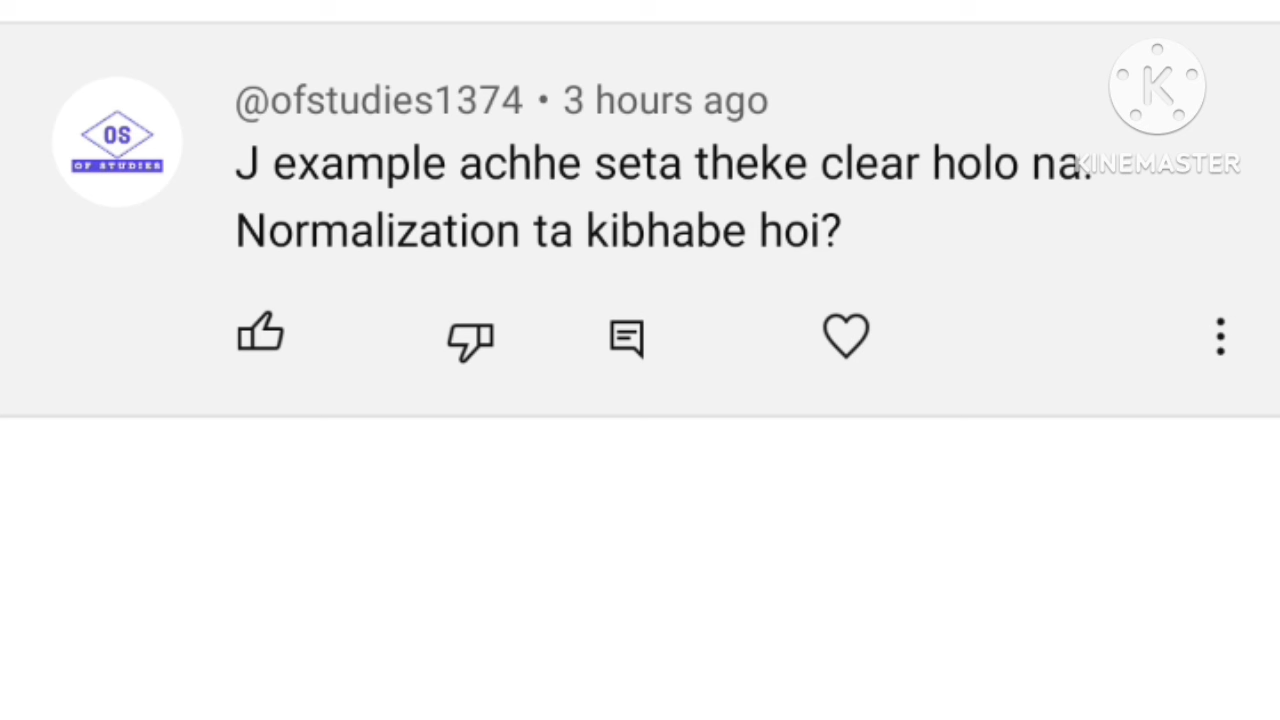 @ofstudies1374 • 3 hours ago
OS
OF STUDIES
J example achhe seta theke clear holo na.
Normalization ta kibhabe hoi?
K
KINEMASTER